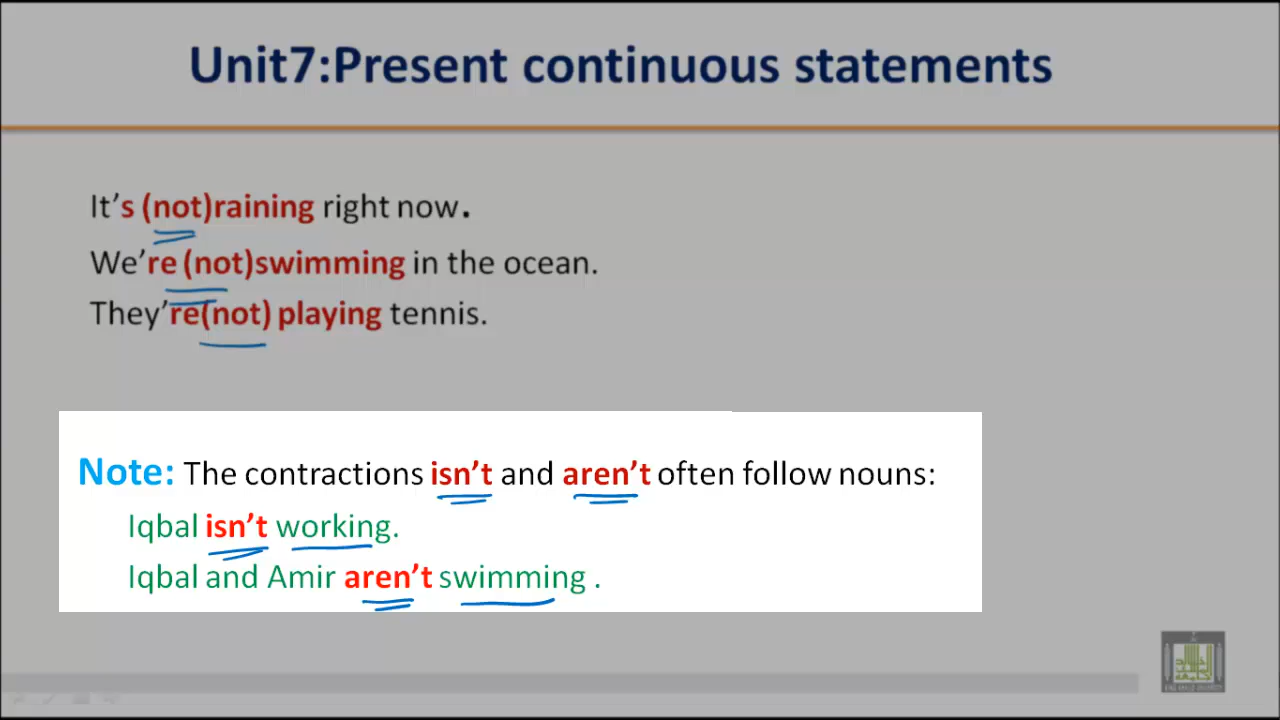 Unit7:Present continuous statements
It’s (not)raining right now.
We’re (not)swimming in the ocean.
They’re(not) playing tennis.
Note: The contractions isn’t and aren’t often follow nouns:
Iqbal isn’t working.
Iqbal and Amir aren’t swimming .